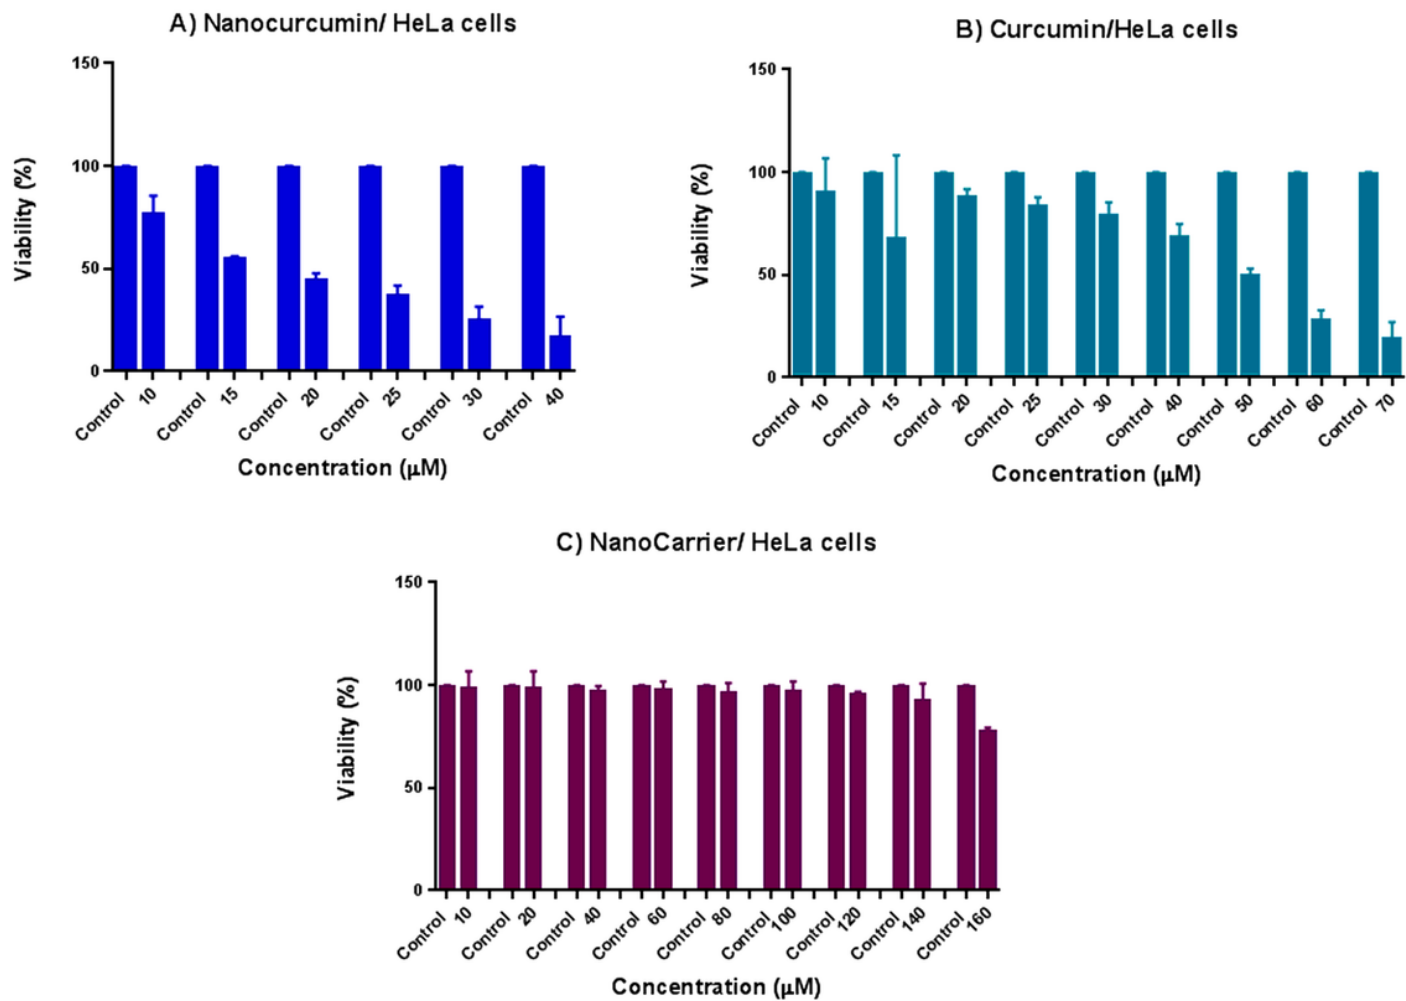 A) Nanocurcumin/ HeLa cells
150
100
50
0
Viability (%)
Control 10 Control 15 Control 20 Control 25 Control 30 Control 40
Concentration (μM)
B) Curcumin/HeLa cells
150
100
50
0
Viability (%)
Control 10 Control 15 Control 20 Control 25 Control 30 Control 40 Control 50 Control 60 Control 70
Concentration (μM)
C) NanoCarrier/ HeLa cells
150
100
50
0
Viability (%)
Control 10 Control 20 Control 40 Control 60 Control 80 Control 100 Control 120 Control 140 Control 160
Concentration (μM)